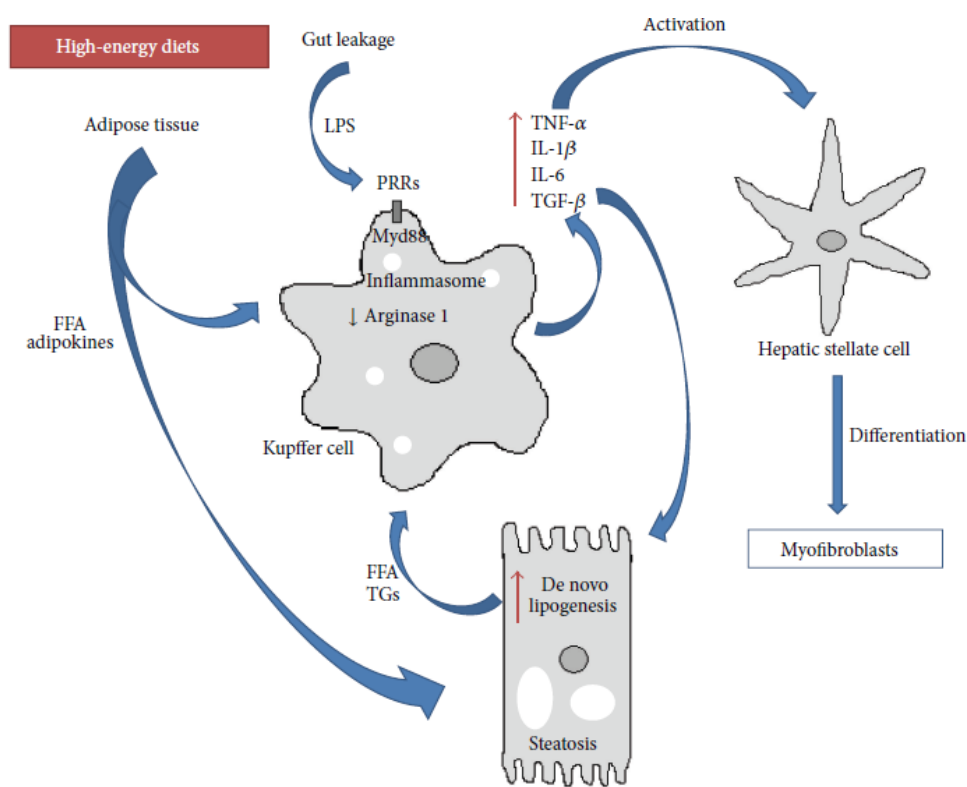 High-energy diets
Gut leakage
Activation
Adipose tissue
LPS
TNF-α
IL-1β
IL-6
TGF-β
PRRs
Myd88
Inflammasome
↓ Arginase 1
FFA
adipokines
Hepatic stellate cell
Kupffer cell
Differentiation
Myofibroblasts
FFA
TGs
De novo
lipogenesis
Steatosis